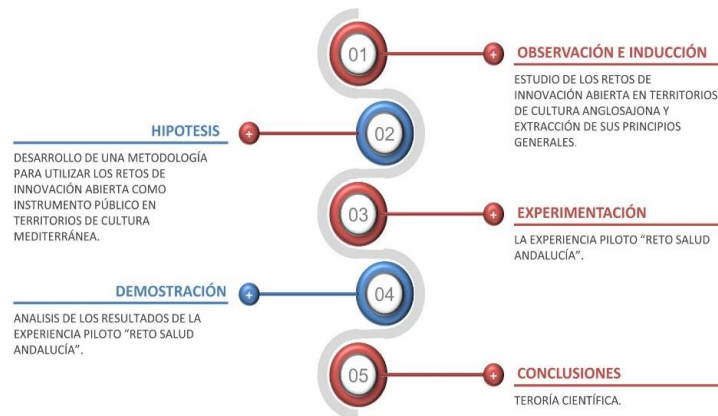 01
OBSERVACIÓN E INDUCCIÓN
ESTUDIO DE LOS RETOS DE
INNOVACIÓN ABIERTA EN TERRITORIOS
DE CULTURA ANGLOSAJONA Y
EXTRACCIÓN DE SUS PRINCIPIOS
GENERALES.
02
HIPOTESIS
DESARROLLO DE UNA METODOLOGÍA
PARA UTILIZAR LOS RETOS DE
INNOVACIÓN ABIERTA COMO
INSTRUMENTO PÚBLICO EN
TERRITORIOS DE CULTURA
MEDITERRÁNEA.
03
EXPERIMENTACIÓN
LA EXPERIENCIA PILOTO "RETO SALUD
ANDALUCÍA".
04
DEMOSTRACIÓN
ANALISIS DE LOS RESULTADOS DE LA
EXPERIENCIA PILOTO "RETO SALUD
ANDALUCÍA".
05
CONCLUSIONES
TERORÍA CIENTÍFICA.